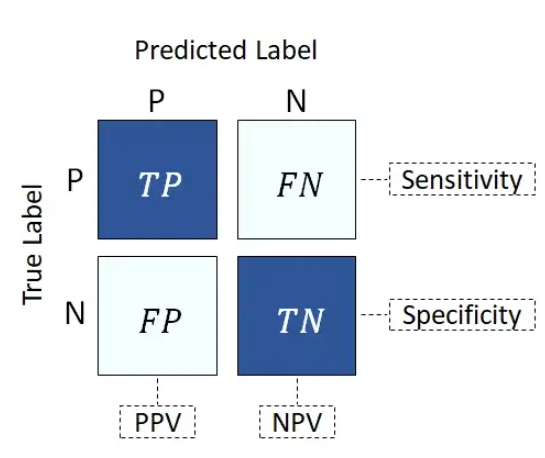 Predicted Label
P N
True Label
P TP FN Sensitivity
N FP TN Specificity
PPV NPV